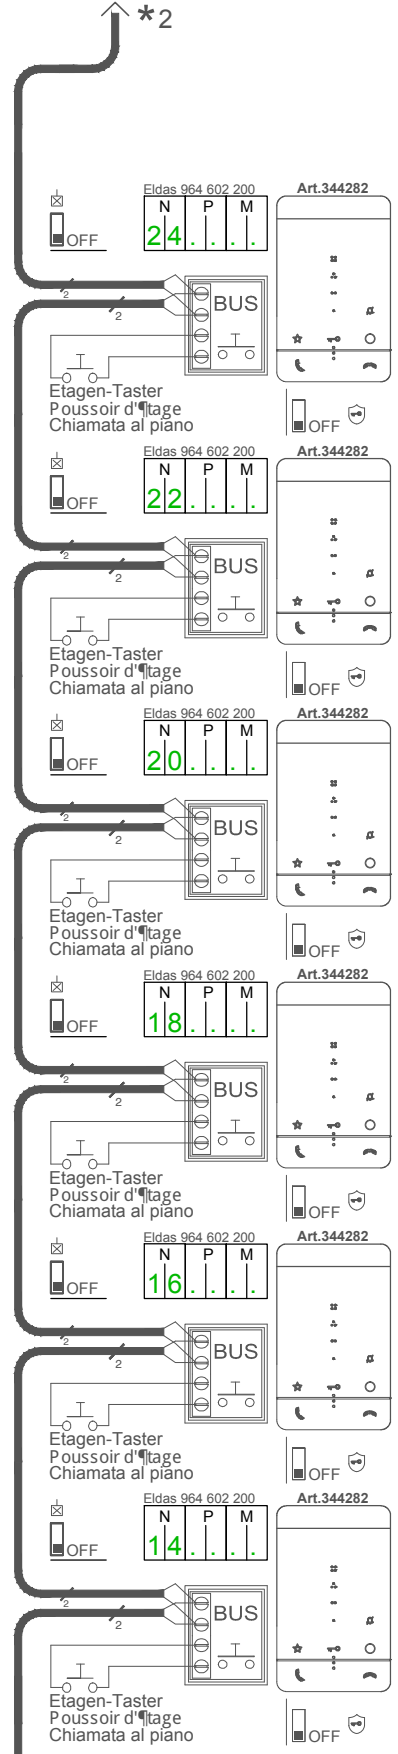 *2
Eldas 964 602 200 Art.344282
N P M
OFF 24. . . .
2 BUS
2
Etagen-Taster
Poussoir d'¶tage
Chiamata al piano OFF
Eldas 964 602 200 Art.344282
N P M
OFF 22. . . .
2 BUS
2
Etagen-Taster
Poussoir d'¶tage
Chiamata al piano OFF
Eldas 964 602 200 Art.344282
N P M
OFF 20. . . .
2 BUS
2
Etagen-Taster
Poussoir d'¶tage
Chiamata al piano OFF
Eldas 964 602 200 Art.344282
N P M
OFF 18. . . .
2 BUS
2
Etagen-Taster
Poussoir d'¶tage
Chiamata al piano OFF
Eldas 964 602 200 Art.344282
N P M
OFF 16. . . .
2 BUS
2
Etagen-Taster
Poussoir d'¶tage
Chiamata al piano OFF
Eldas 964 602 200 Art.344282
N P M
OFF 14. . . .
2 BUS
2
Etagen-Taster
Poussoir d'¶tage
Chiamata al piano OFF